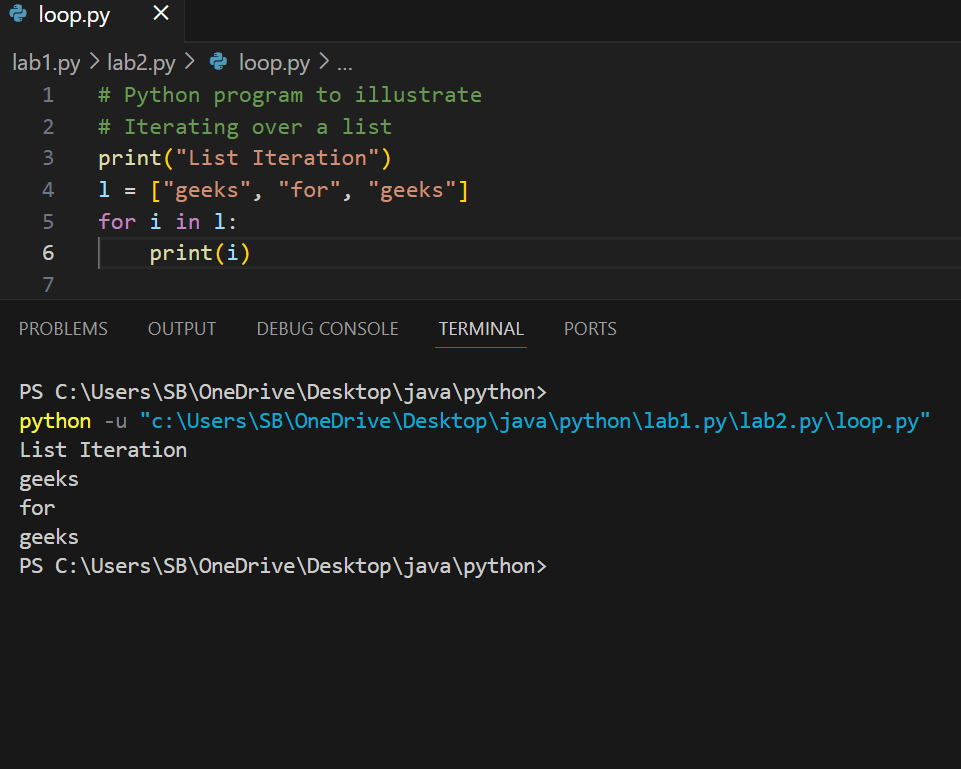 loop.py ×
lab1.py > lab2.py > loop.py > ...
1 # Python program to illustrate
2 # Iterating over a list
3 print("List Iteration")
4 l = ["geeks", "for", "geeks"]
5 for i in l:
6     print(i)
7
PROBLEMS OUTPUT DEBUG CONSOLE TERMINAL PORTS
PS C:\Users\SB\OneDrive\Desktop\java\python>
python -u "c:\Users\SB\OneDrive\Desktop\java\python\lab1.py\lab2.py\loop.py"
List Iteration
geeks
for
geeks
PS C:\Users\SB\OneDrive\Desktop\java\python>